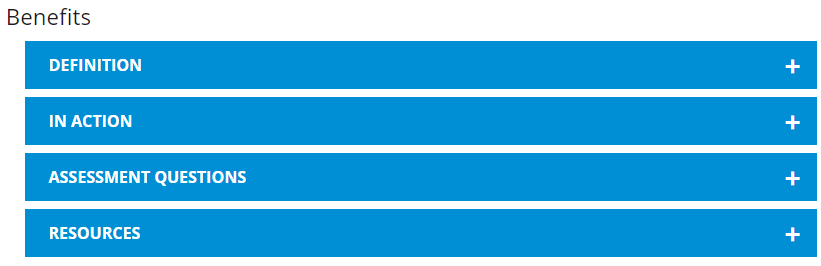 Benefits
DEFINITION +
IN ACTION +
ASSESSMENT QUESTIONS +
RESOURCES +